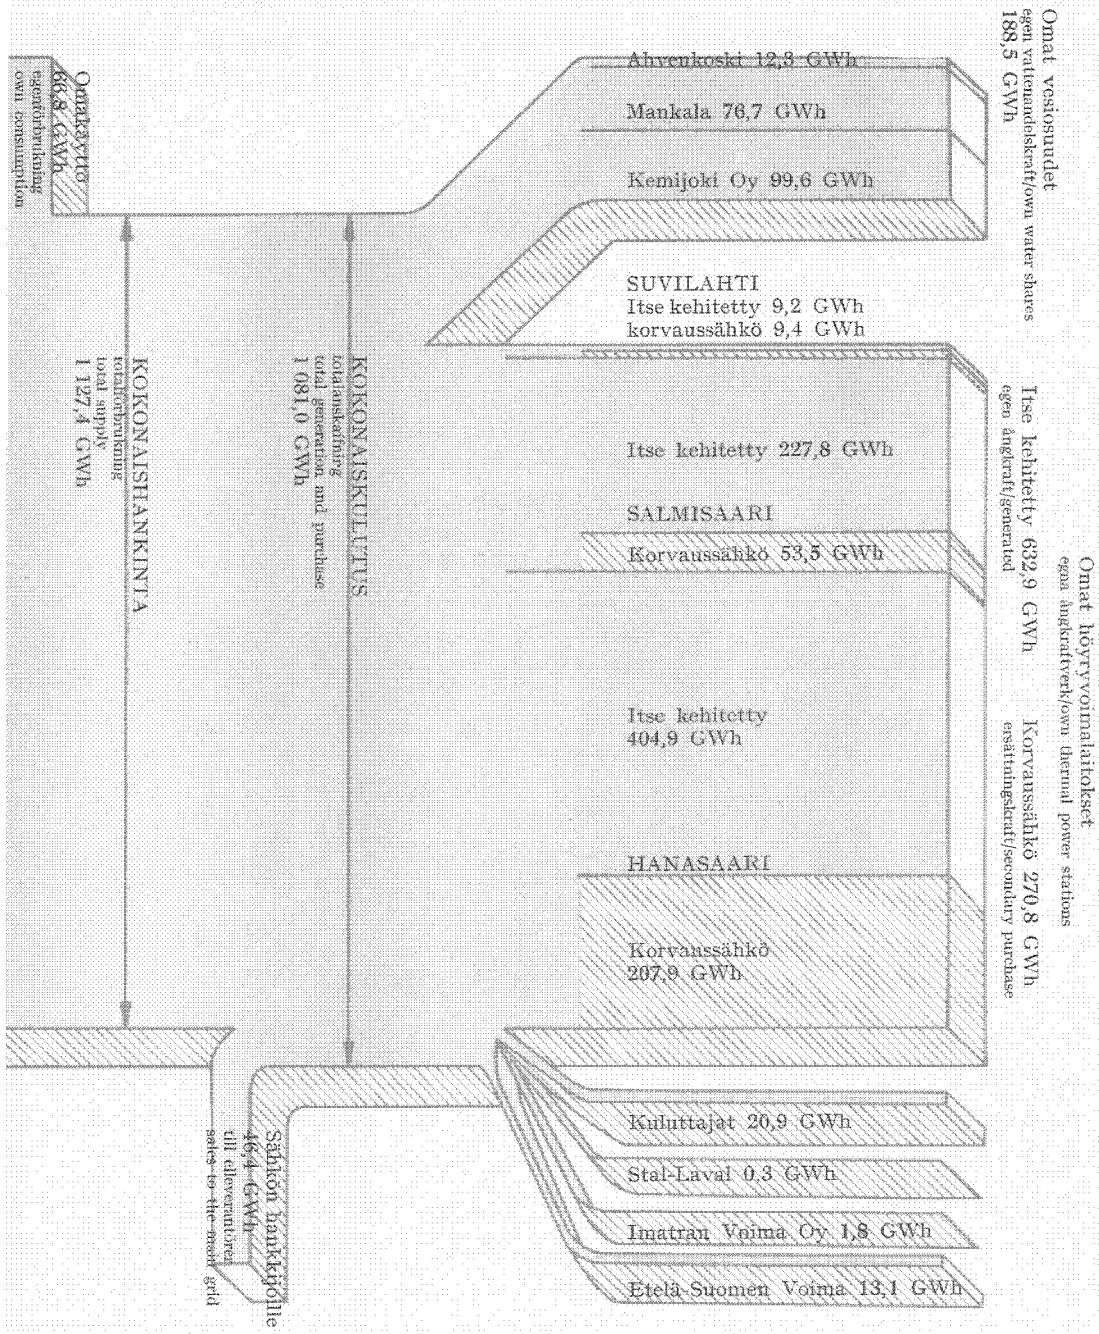 Omat vesiosuudet
egen vattenandelskraft/own water shares
188,5 GWh
Ahvenkoski 12,3 GWh
Mankala 76,7 GWh
Kemijoki Oy 99,6 GWh
Omat höyryvoimalaitokset
egna ångkraftverk/own thermal power stations
Itse kehitetty 632,9 GWh
egen ångkraft/generated
Korvaussähkö 270,8 GWh
ersättningskraft/secondary purchase
SUVILAHTI
Itse kehitetty 9,2 GWh
korvaussähkö 9,4 GWh
Itse kehitetty 227,8 GWh
SALMISAARI
Korvaussähkö 53,5 GWh
Itse kehitetty
404,9 GWh
HANASAARI
Korvaussähkö
207,9 GWh
Kuluttajat 20,9 GWh
Stal-Laval 0,3 GWh
Imatran Voima Oy 1,8 GWh
Etelä-Suomen Voima 13,1 GWh
KOKONAISKULUTUS
totalanskaffning
total generation and purchase
1 081,0 GWh
KOKONAISHANKINTA
totalförbrukning
total supply
1 127,4 GWh
Omakäyttö
66,8 GWh
egenförbrukning
own consumption
Sähkön hankkijoille
46,4 GWh
till elleverantörer
sales to the main grid